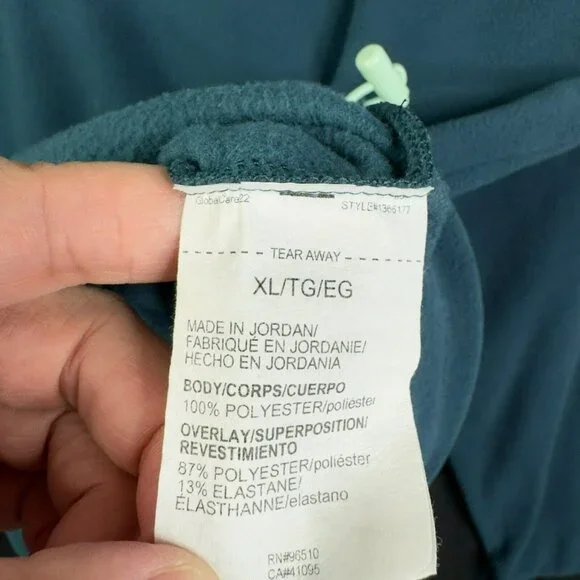 GlobalCare22
STYLE#1365177
- - - - - - - TEAR AWAY - - - - - - -
XL/TG/EG
MADE IN JORDAN/
FABRIQUÉ EN JORDANIE/
HECHO EN JORDANIA
BODY/CORPS/CUERPO
100% POLYESTER/poliéster
OVERLAY/SUPERPOSITION/
REVESTIMIENTO
87% POLYESTER/poliéster
13% ELASTANE/
ÉLASTHANNE/elastano
RN#96510
CA#41095